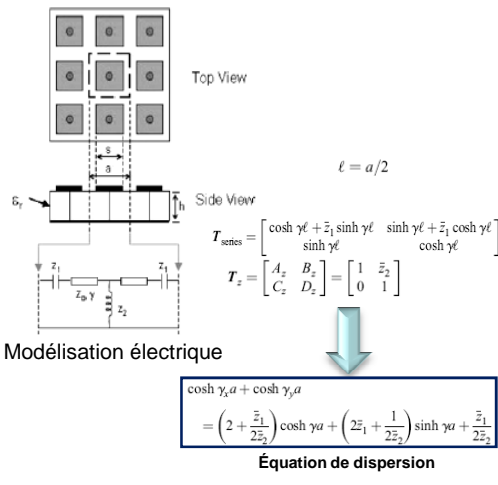 Top View
s
a
ε_r
h
Side View
ℓ = a/2
T_series = [cosh γℓ + z̄₁ sinh γℓ   sinh γℓ + z̄₁ cosh γℓ
sinh γℓ   cosh γℓ]
T_z = [A_z B_z; C_z D_z] = [1 z̄₂; 0 1]
z₁ z₁
z₀, γ
z₂
Modélisation électrique
cosh γₓa + cosh γᵧa
= (2 + z̄₁/2z̄₂) cosh γa + (2z̄₁ + 1/2z̄₂) sinh γa + z̄₁/2z̄₂
Équation de dispersion